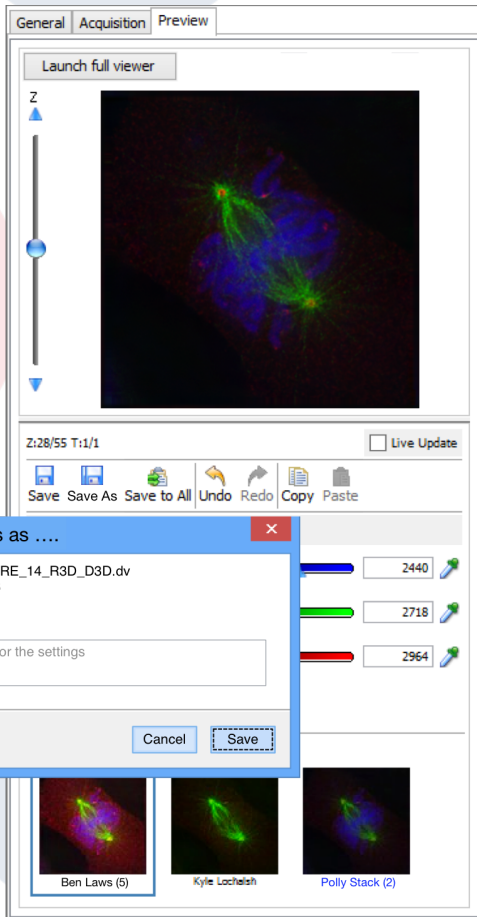 General Acquisition Preview
Launch full viewer
Z
Z:28/55 T:1/1
Live Update
Save Save As Save to All Undo Redo Copy Paste
s as ....
RE_14_R3D_D3D.dv
2440
2718
or the settings
2964
Cancel Save
Ben Laws (5) Kyle Lochalsh Polly Stack (2)